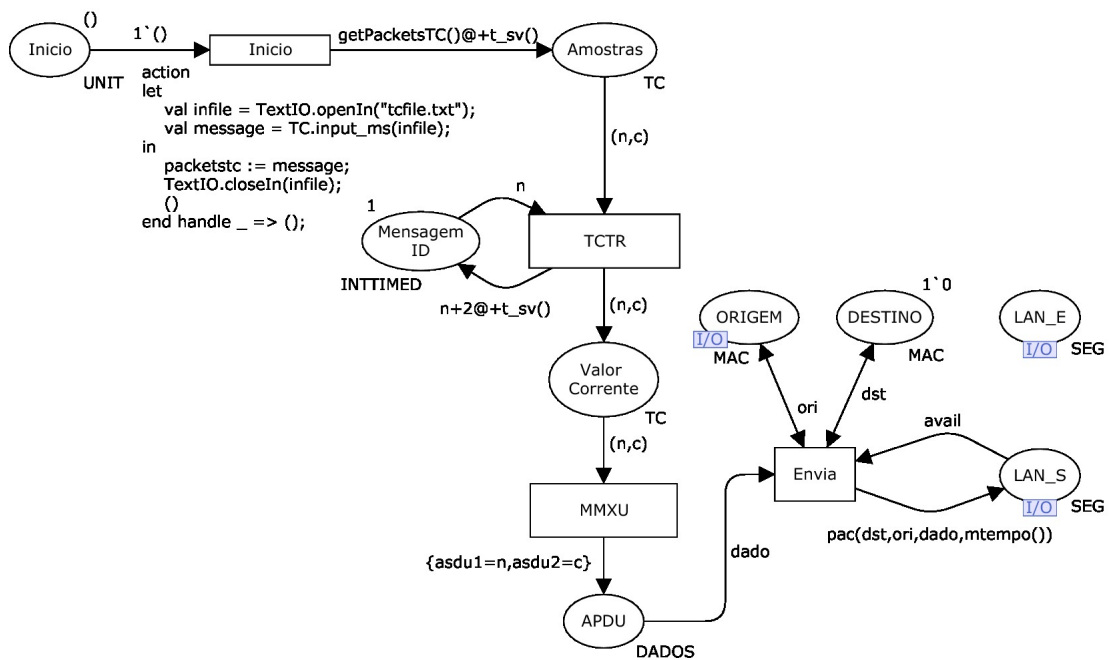 ()
Inicio
UNIT
1`()
Inicio
getPacketsTC()@+t_sv()
Amostras
TC
action
let
val infile = TextIO.openIn("tcfile.txt");
val message = TC.input_ms(infile);
in
packetstc := message;
TextIO.closeIn(infile);
()
end handle _ => ();
(n,c)
n
1
Mensagem
ID
INTTIMED
TCTR
n+2@+t_sv()
(n,c)
Valor
Corrente
TC
(n,c)
MMXU
{asdu1=n,asdu2=c}
APDU
DADOS
dado
ORIGEM
I/O
MAC
1`0
DESTINO
MAC
LAN_E
I/O
SEG
ori
dst
avail
Envia
LAN_S
I/O
SEG
pac(dst,ori,dado,mtempo())